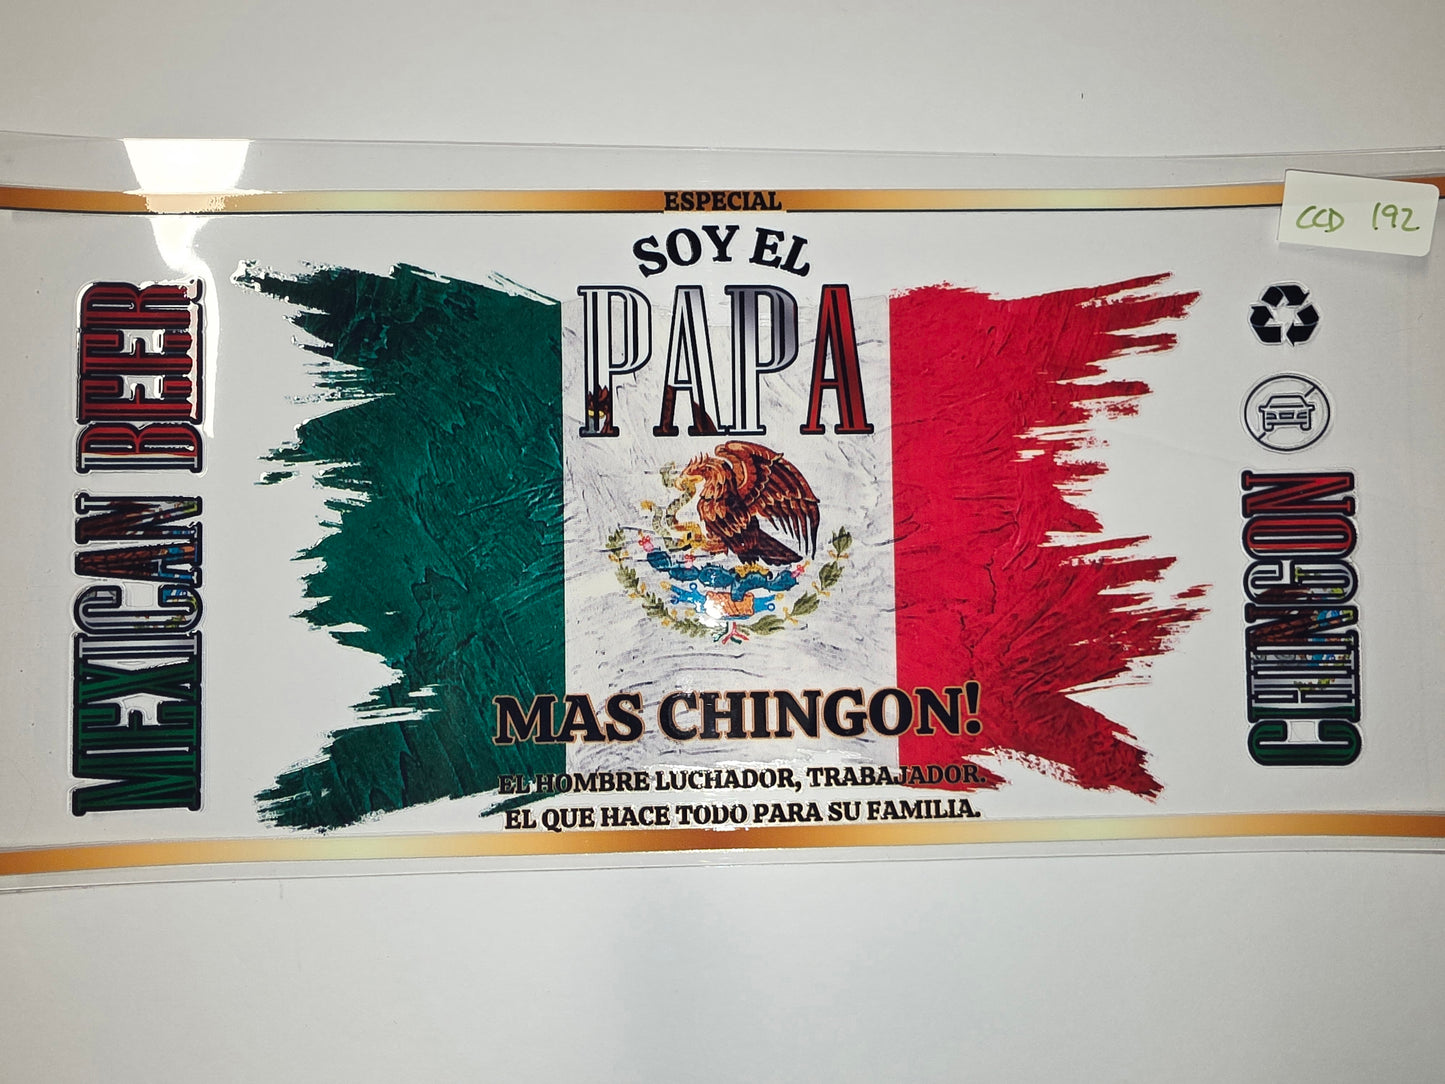 ESPECIAL
SOY EL
PAPA
MAS CHINGON!
EL HOMBRE LUCHADOR, TRABAJADOR.
EL QUE HACE TODO PARA SU FAMILIA.
MEXICAN BEER
CHINGON
CCD 192